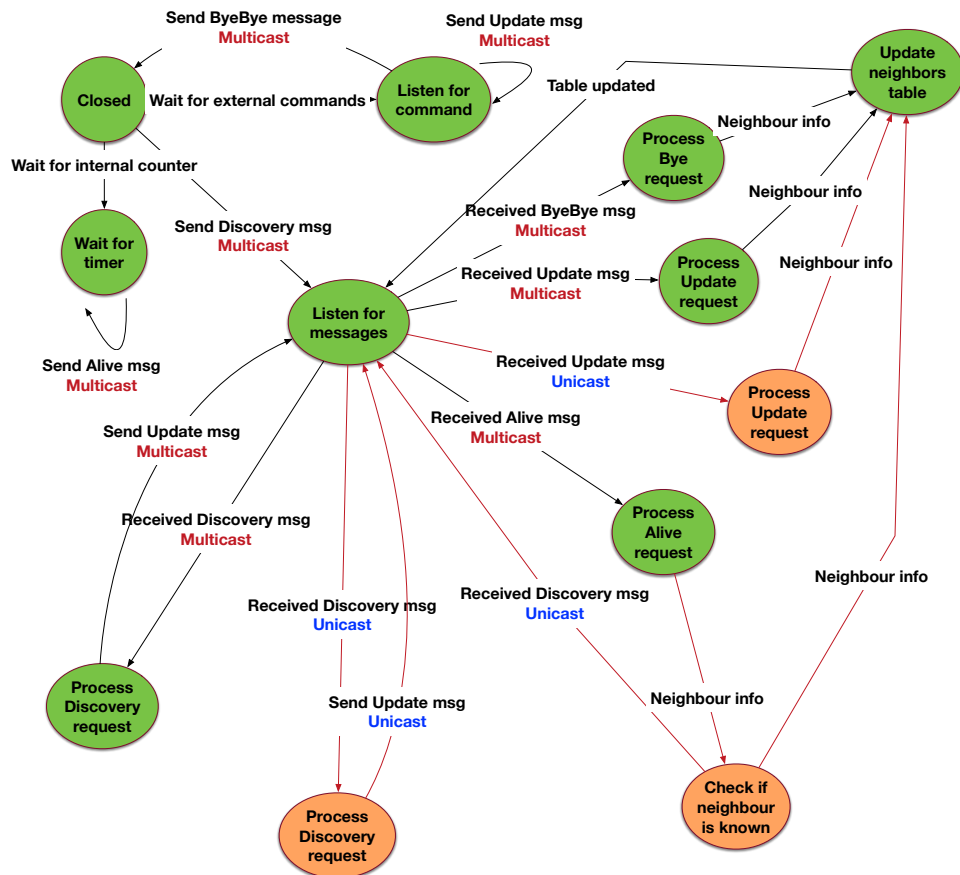 Send ByeBye message
Multicast
Send Update msg
Multicast
Update
neighbors
table
Closed
Wait for external commands
Listen for
command
Table updated
Neighbour info
Process
Bye
request
Wait for internal counter
Neighbour info
Received ByeBye msg
Multicast
Send Discovery msg
Multicast
Wait for
timer
Neighbour info
Received Update msg
Multicast
Process
Update
request
Listen for
messages
Send Alive msg
Multicast
Received Update msg
Unicast
Process
Update
request
Received Alive msg
Multicast
Send Update msg
Multicast
Received Discovery msg
Multicast
Process
Alive
request
Neighbour info
Received Discovery msg
Unicast
Received Discovery msg
Unicast
Process
Discovery
request
Send Update msg
Unicast
Neighbour info
Check if
neighbour
is known
Process
Discovery
request